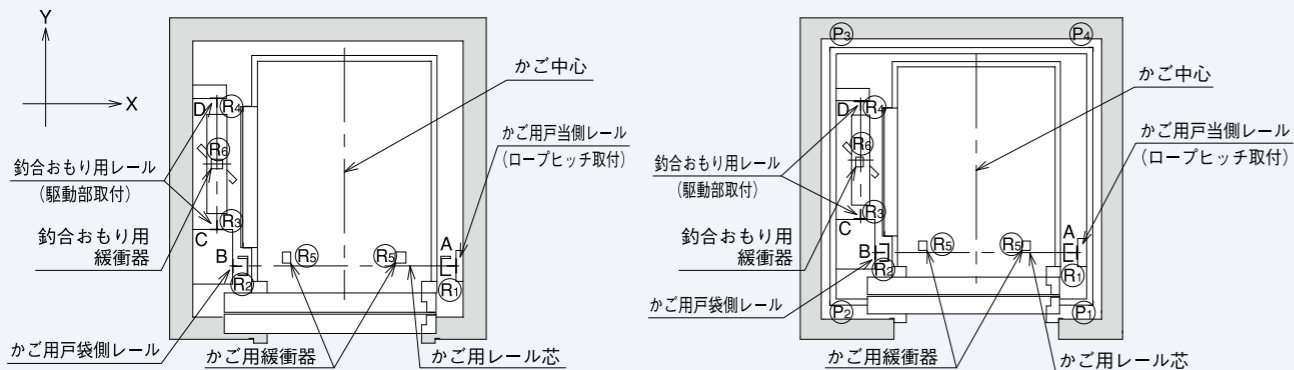 Y
X
D
R4
R6
釣合おもり用レール
（駆動部取付）
R3
C
釣合おもり用
緩衝器
B
R2
R5
R5
A
R1
かご中心
かご用戸当側レール
（ロープヒッチ取付）
かご用戸袋側レール
かご用緩衝器
かご用レール芯
P3
P4
D
R4
R6
釣合おもり用レール
（駆動部取付）
R3
C
釣合おもり用
緩衝器
B
R2
R5
R5
A
R1
かご中心
かご用戸当側レール
（ロープヒッチ取付）
かご用戸袋側レール
P2
P1
かご用緩衝器
かご用レール芯